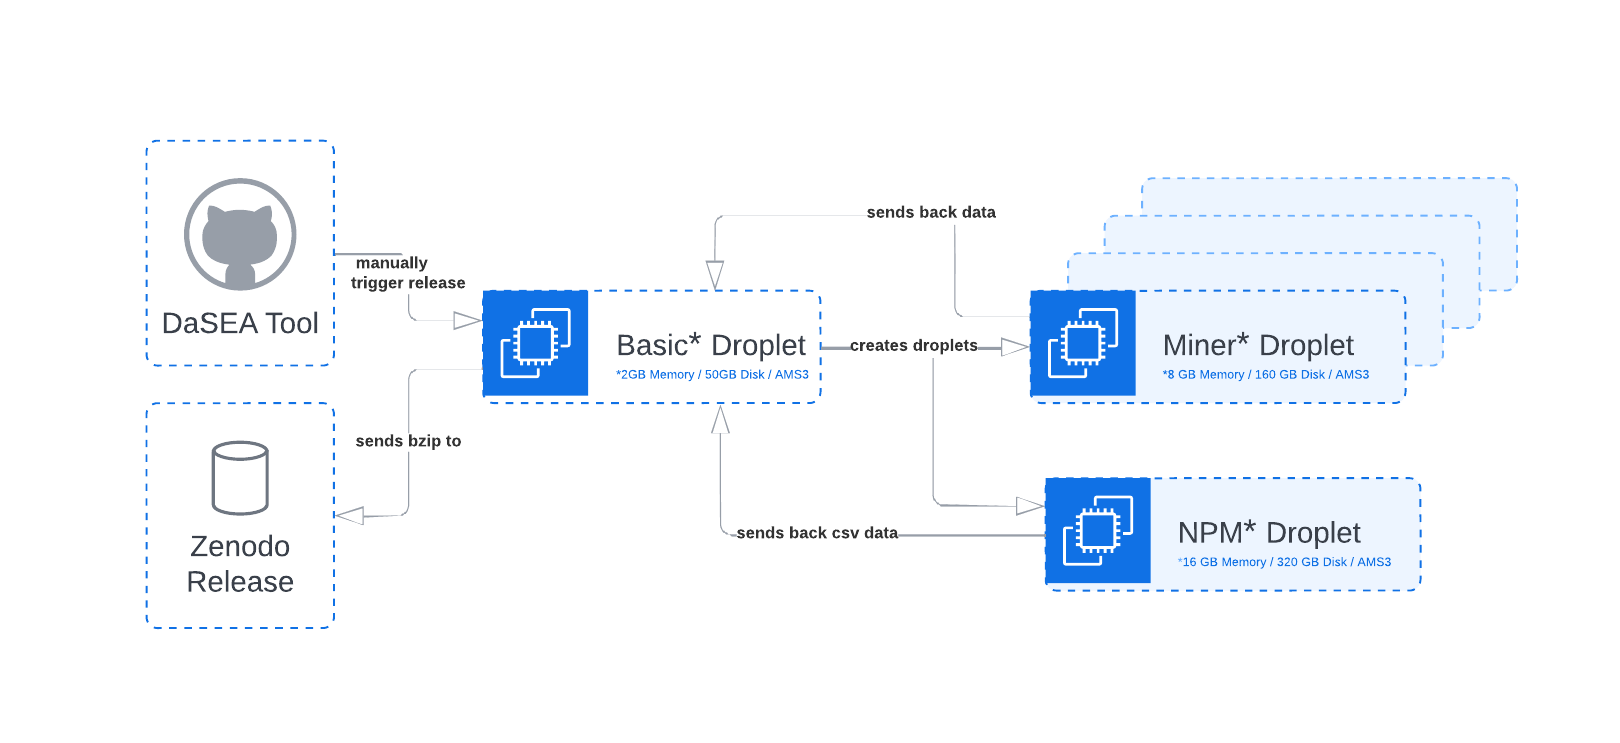 DaSEA Tool
manually
trigger release
sends bzip to
Zenodo
Release
Basic* Droplet
*2GB Memory / 50GB Disk / AMS3
sends back data
creates droplets
sends back csv data
Miner* Droplet
*8 GB Memory / 160 GB Disk / AMS3
NPM* Droplet
*16 GB Memory / 320 GB Disk / AMS3